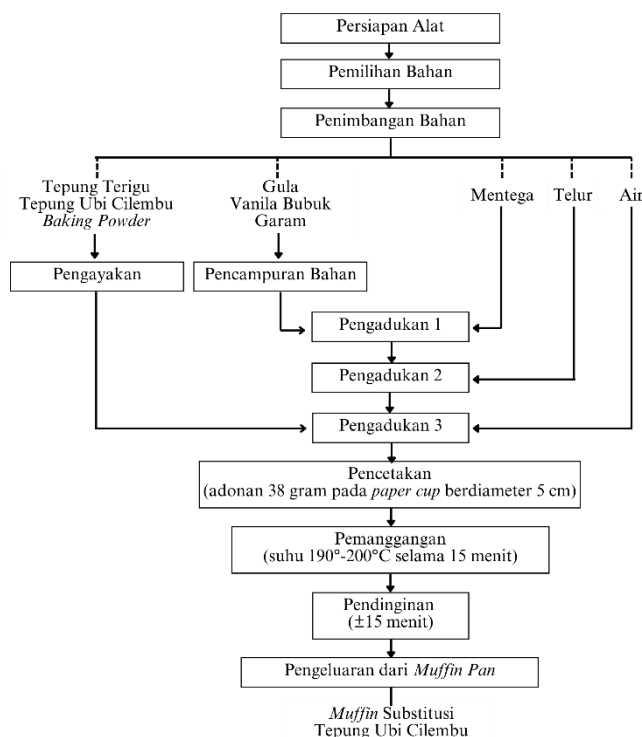 Persiapan Alat
Pemilihan Bahan
Penimbangan Bahan
Tepung Terigu
Tepung Ubi Cilembu
Baking Powder
Gula
Vanila Bubuk
Garam
Mentega
Telur
Air
Pengayakan
Pencampuran Bahan
Pengadukan 1
Pengadukan 2
Pengadukan 3
Pencetakan
(adonan 38 gram pada paper cup berdiameter 5 cm)
Pemanggangan
(suhu 190°-200°C selama 15 menit)
Pendinginan
(±15 menit)
Pengeluaran dari Muffin Pan
Muffin Substitusi
Tepung Ubi Cilembu